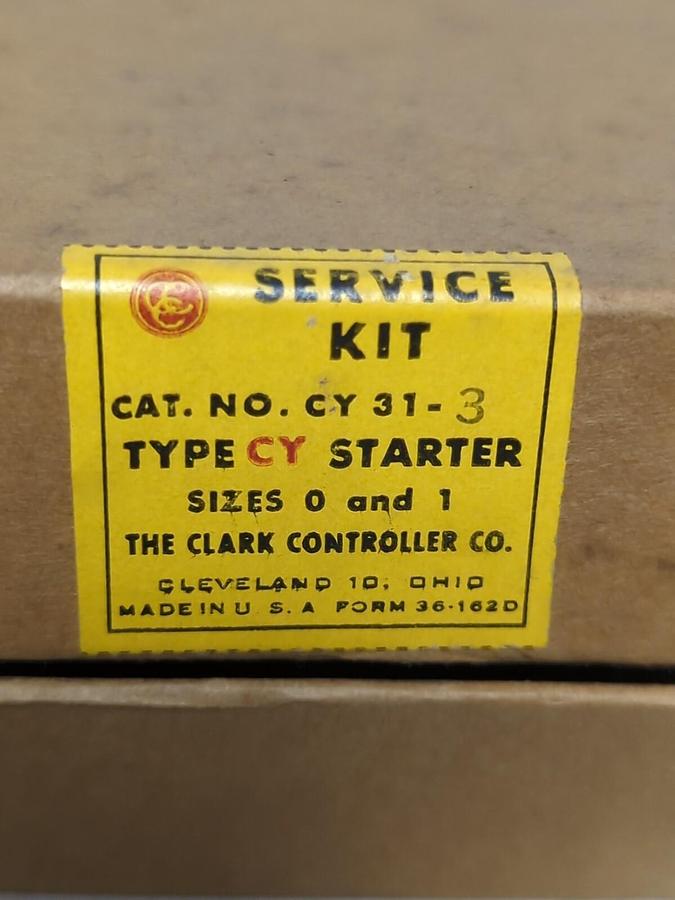 SERVICE
KIT
CAT. NO. CY 31-3
TYPE CY STARTER
SIZES 0 and 1
THE CLARK CONTROLLER CO.
CLEVELAND 10, OHIO
MADE IN U. S. A FORM 36-162D